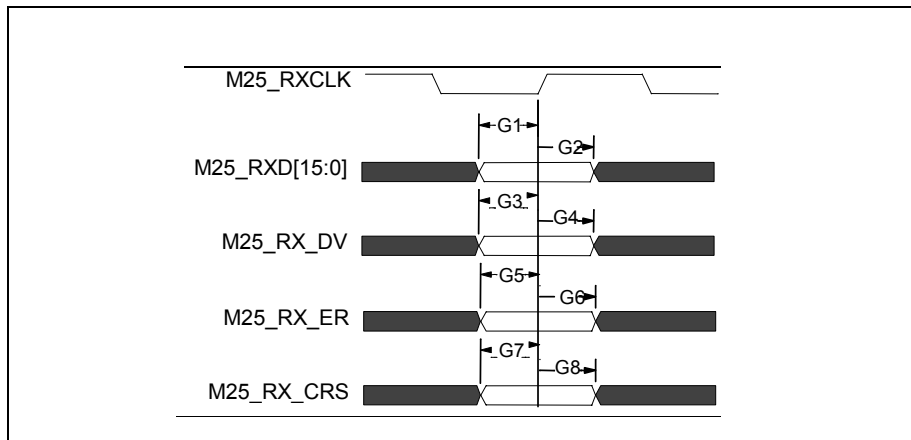 M25_RXCLK
G1
G2
M25_RXD[15:0]
G3
G4
M25_RX_DV
G5
G6
M25_RX_ER
G7
G8
M25_RX_CRS